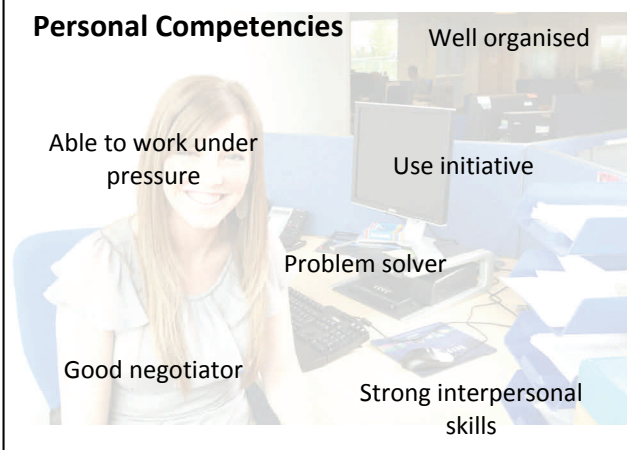 Personal Competencies
Well organised
Able to work under
pressure
Use initiative
Problem solver
Good negotiator
Strong interpersonal
skills